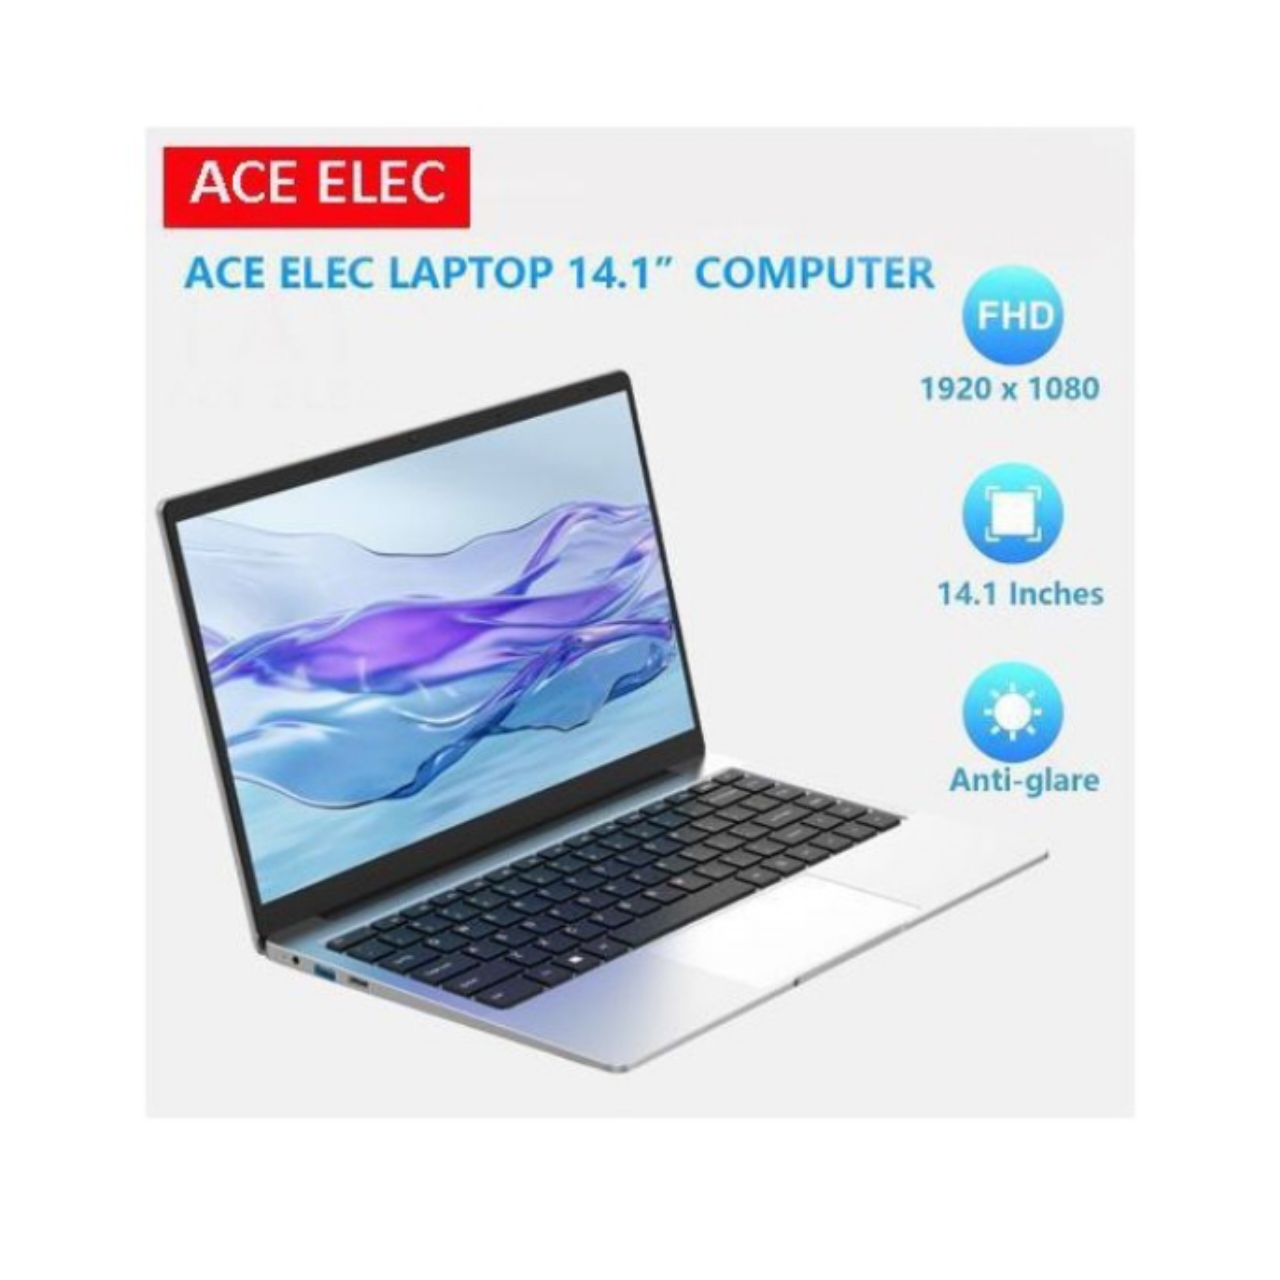 ACE ELEC
ACE ELEC LAPTOP 14.1” COMPUTER
FHD
1920 x 1080
14.1 Inches
Anti-glare